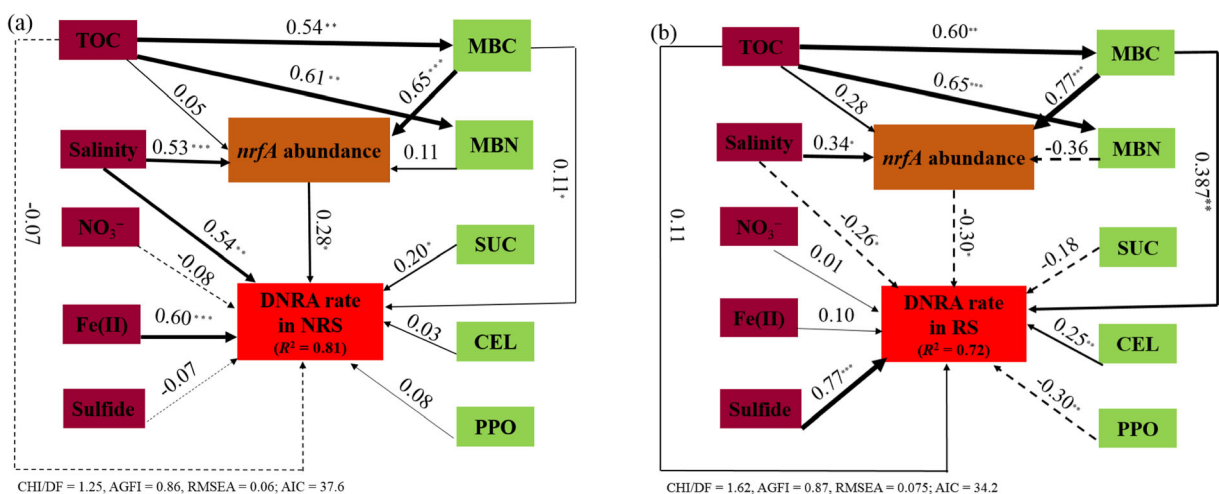 (a)
TOC
0.54**
MBC
0.61**
0.65***
0.05
Salinity
0.53***
nrfA abundance
0.11
MBN
0.11*
-0.07
NO₃⁻
0.54**
0.28*
-0.08
0.20*
SUC
Fe(II)
0.60***
DNRA rate
in NRS
(R² = 0.81)
0.03
CEL
Sulfide
-0.07
0.08
PPO
CHI/DF = 1.25, AGFI = 0.86, RMSEA = 0.06; AIC = 37.6
(b)
TOC
0.60**
MBC
0.65***
0.77***
0.28
Salinity
0.34*
nrfA abundance
-0.36
MBN
0.387**
0.11
NO₃⁻
-0.26*
-0.30*
0.01
-0.18
SUC
Fe(II)
0.10
DNRA rate
in RS
(R² = 0.72)
0.25**
CEL
Sulfide
0.77***
-0.30**
PPO
CHI/DF = 1.62, AGFI = 0.87, RMSEA = 0.075; AIC = 34.2